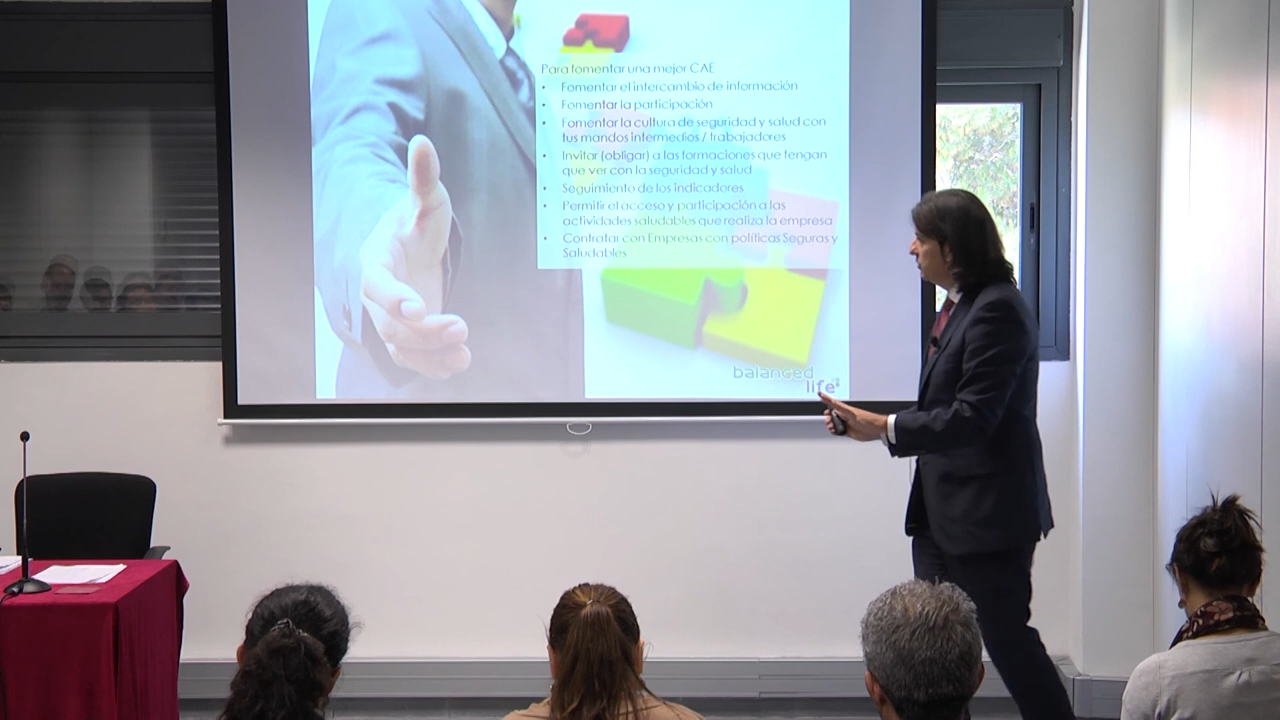 Para fomentar una mejor CAE
• Fomentar el intercambio de información
• Fomentar la participación
• Fomentar la cultura de seguridad y salud con
tus mandos intermedios / trabajadores
• Invitar (obligar) a las formaciones que tengan
que ver con la seguridad y salud
• Seguimiento de los indicadores
• Permitir el acceso y participación a las
actividades saludables que realiza la empresa
• Contratar con Empresas con políticas Seguras y
Saludables
balanced
life